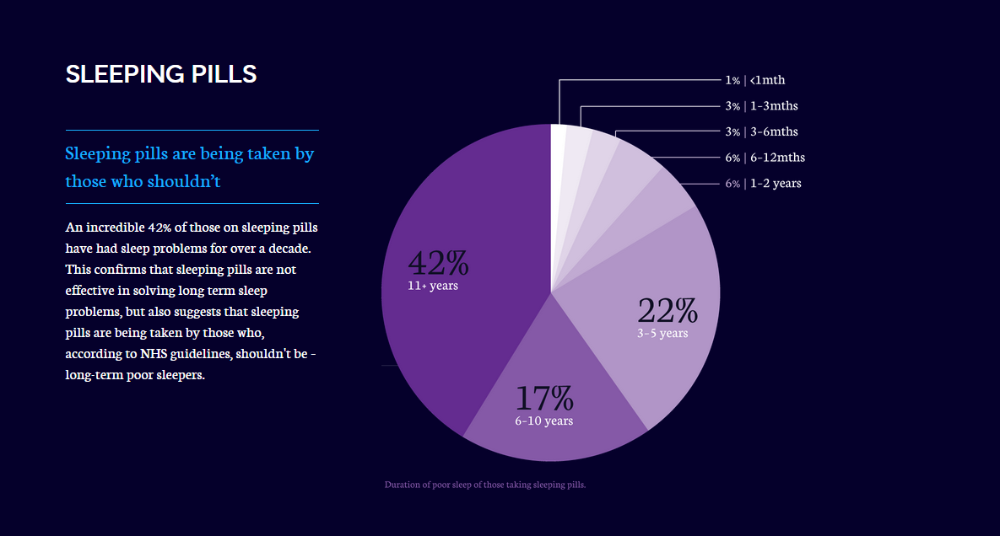 SLEEPING PILLS
Sleeping pills are being taken by
those who shouldn’t
An incredible 42% of those on sleeping pills
have had sleep problems for over a decade.
This confirms that sleeping pills are not
effective in solving long term sleep
problems, but also suggests that sleeping
pills are being taken by those who,
according to NHS guidelines, shouldn't be –
long-term poor sleepers.
1% | <1mth
3% | 1–3mths
3% | 3–6mths
6% | 6–12mths
6% | 1–2 years
42%
11+ years
22%
3–5 years
17%
6–10 years
Duration of poor sleep of those taking sleeping pills.